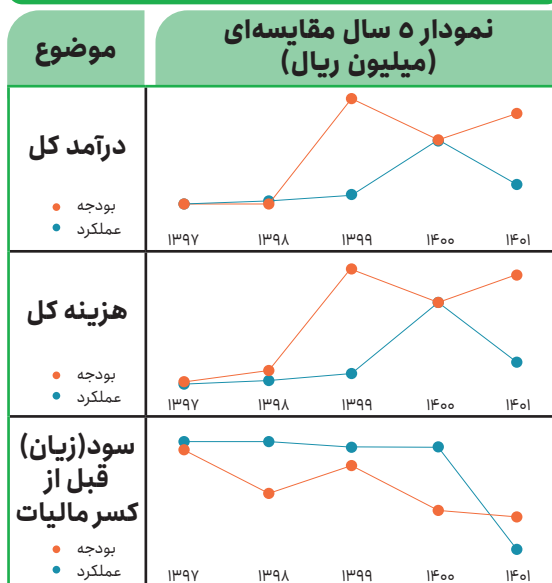 موضوع
نمودار ۵ سال مقایسه‌ای
(میلیون ریال)
درآمد کل
بودجه
عملکرد
۱۳۹۷ ۱۳۹۸ ۱۳۹۹ ۱۴۰۰ ۱۴۰۱
هزینه کل
بودجه
عملکرد
۱۳۹۷ ۱۳۹۸ ۱۳۹۹ ۱۴۰۰ ۱۴۰۱
سود(زیان)
قبل از
کسر مالیات
بودجه
عملکرد
۱۳۹۷ ۱۳۹۸ ۱۳۹۹ ۱۴۰۰ ۱۴۰۱